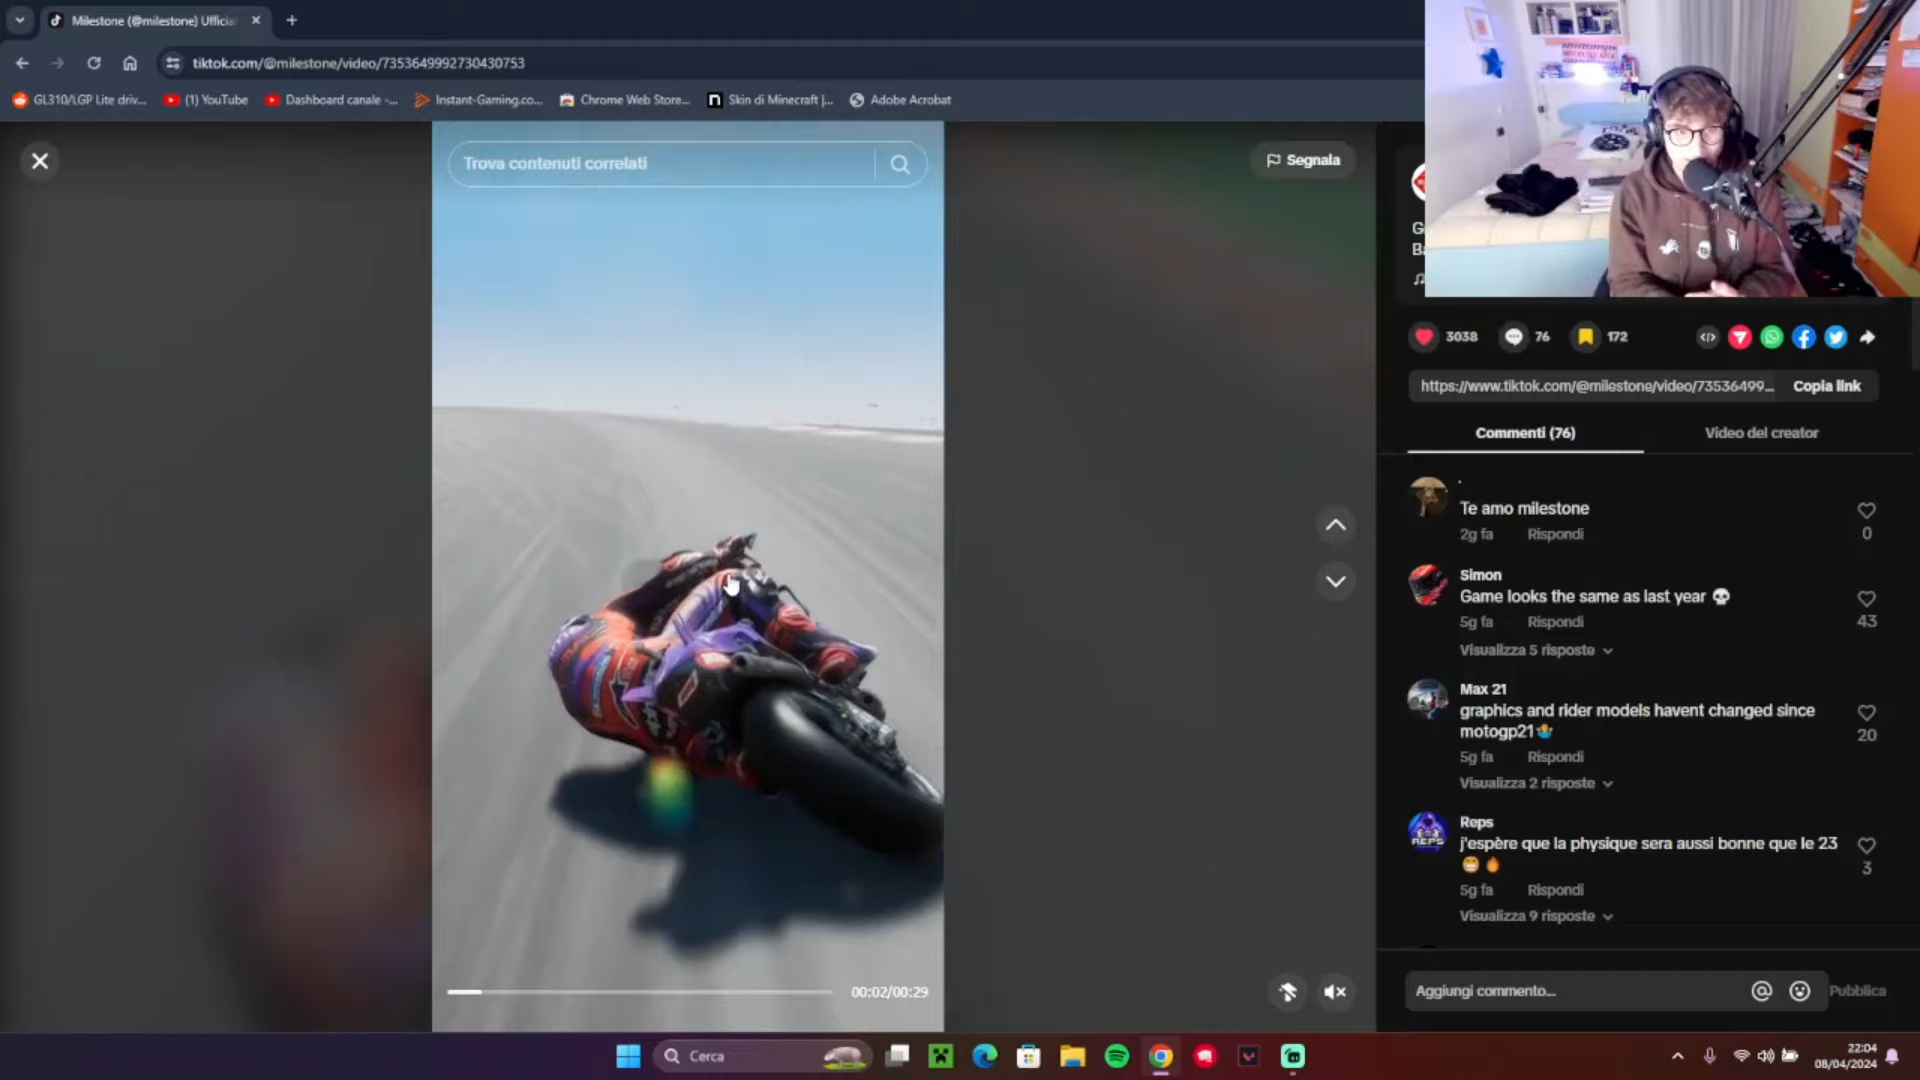 Milestone (@milestone) Ufficia
tiktok.com/@milestone/video/7353649992730430753
GL310/LGP Lite driv...
(1) YouTube
Dashboard canale -...
Instant-Gaming.co...
Chrome Web Store...
Skin di Minecraft |...
Adobe Acrobat
Trova contenuti correlati
Segnala
3038
76
172
https://www.tiktok.com/@milestone/video/73536499...
Copia link
Commenti (76)
Video del creator
.
Te amo milestone
2g fa
Rispondi
0
Simon
Game looks the same as last year 💀
5g fa
Rispondi
43
Visualizza 5 risposte
Max 21
graphics and rider models havent changed since
motogp21🤷‍♂️
20
5g fa
Rispondi
Visualizza 2 risposte
Reps
j'espère que la physique sera aussi bonne que le 23
😁🔥
3
5g fa
Rispondi
Visualizza 9 risposte
00:02/00:29
Aggiungi commento...
Pubblica
Cerca
22:04
08/04/2024